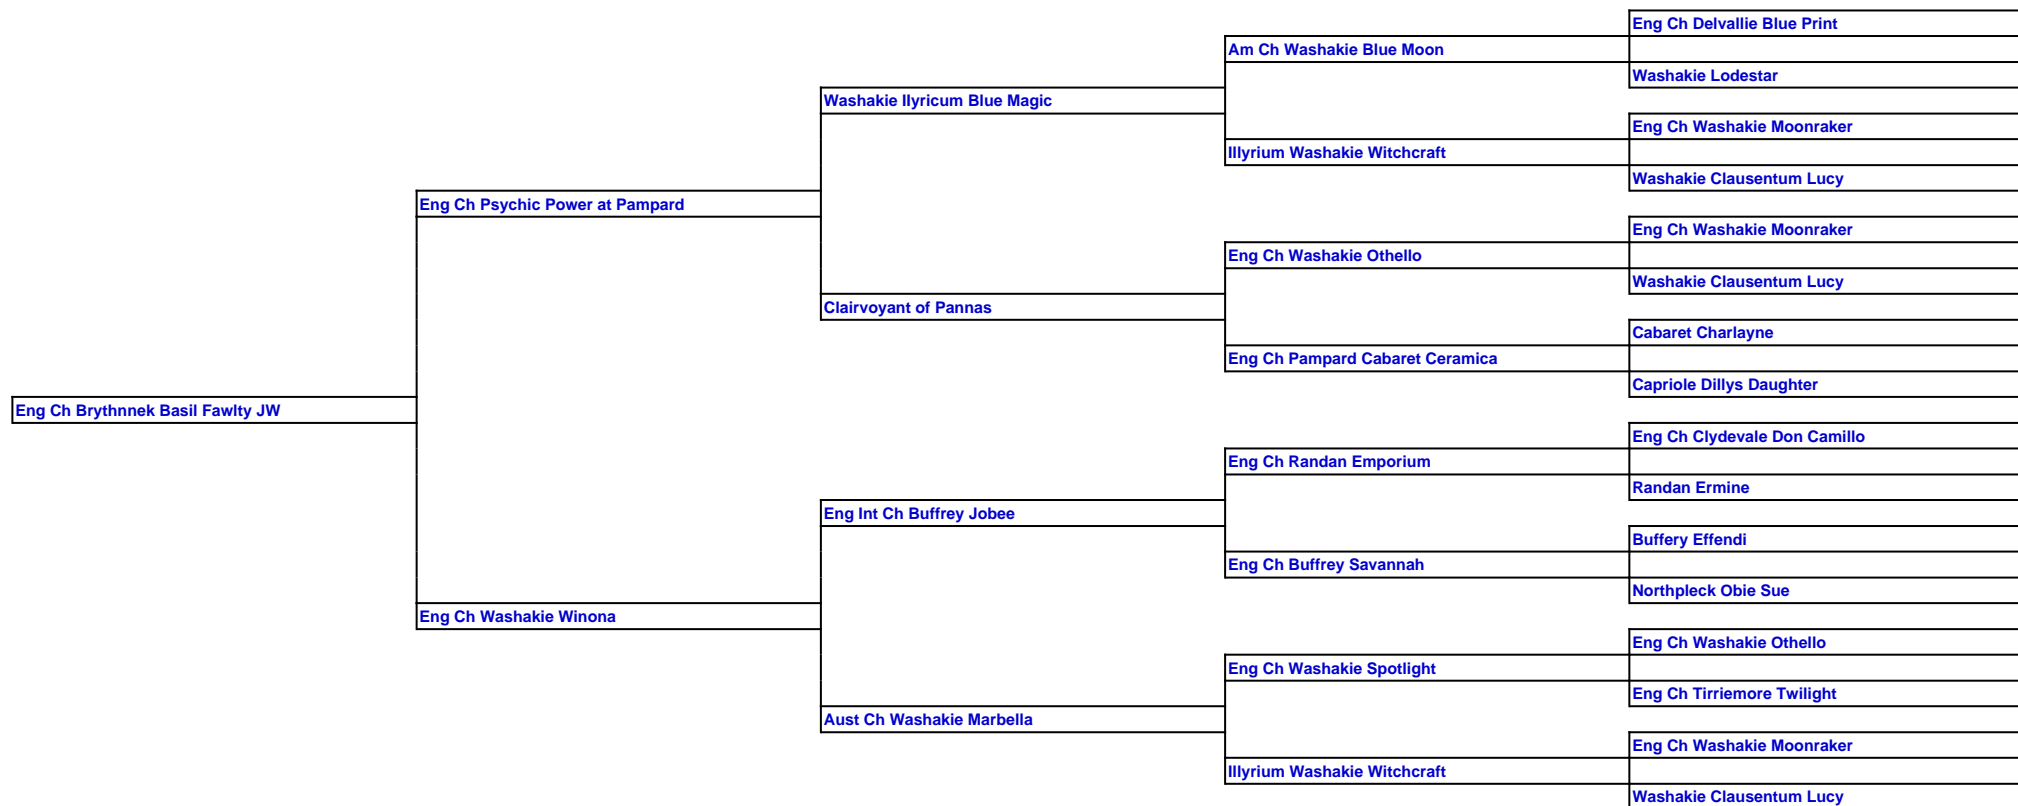 Eng Ch Delvallie Blue Print
Am Ch Washakie Blue Moon
Washakie Lodestar
Washakie Ilyricum Blue Magic
Eng Ch Washakie Moonraker
Illyrium Washakie Witchcraft
Washakie Clausentum Lucy
Eng Ch Psychic Power at Pampard
Eng Ch Washakie Moonraker
Eng Ch Washakie Othello
Washakie Clausentum Lucy
Clairvoyant of Pannas
Cabaret Charlayne
Eng Ch Pampard Cabaret Ceramica
Capriole Dillys Daughter
Eng Ch Brythnnek Basil Fawlty JW
Eng Ch Clydevale Don Camillo
Eng Ch Randan Emporium
Randan Ermine
Eng Int Ch Buffrey Jobee
Buffery Effendi
Eng Ch Buffrey Savannah
Northpleck Obie Sue
Eng Ch Washakie Winona
Eng Ch Washakie Othello
Eng Ch Washakie Spotlight
Eng Ch Tirriemore Twilight
Aust Ch Washakie Marbella
Eng Ch Washakie Moonraker
Illyrium Washakie Witchcraft
Washakie Clausentum Lucy